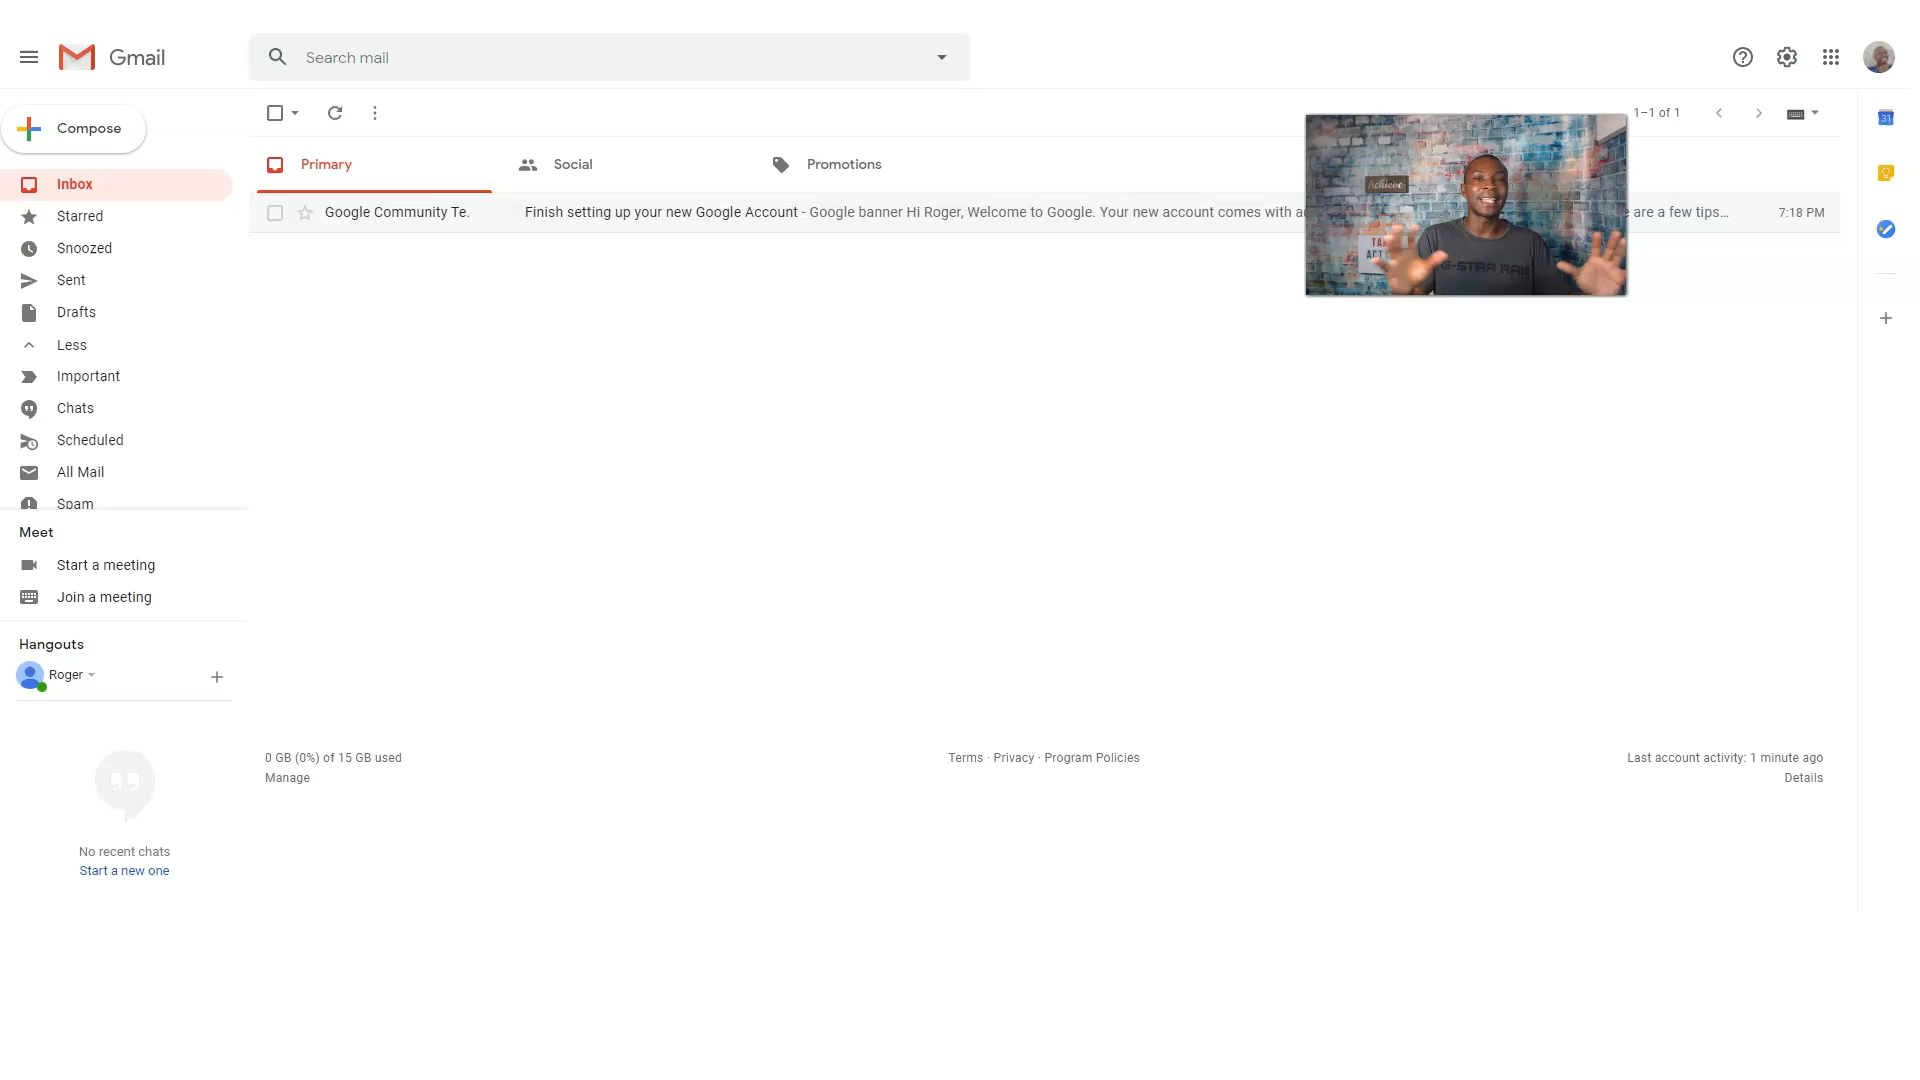 Gmail
Search mail
Compose
1–1 of 1
31
Primary
Social
Promotions
Inbox
Google Community Te.
Finish setting up your new Google Account - Google banner Hi Roger, Welcome to Google. Your new account comes with
e are a few tips…
7:18 PM
Achieve
G-STAR RAW
Starred
Snoozed
Sent
Drafts
Less
Important
Chats
Scheduled
All Mail
Spam
Meet
Start a meeting
Join a meeting
Hangouts
Roger
No recent chats
Start a new one
0 GB (0%) of 15 GB used
Manage
Terms · Privacy · Program Policies
Last account activity: 1 minute ago
Details